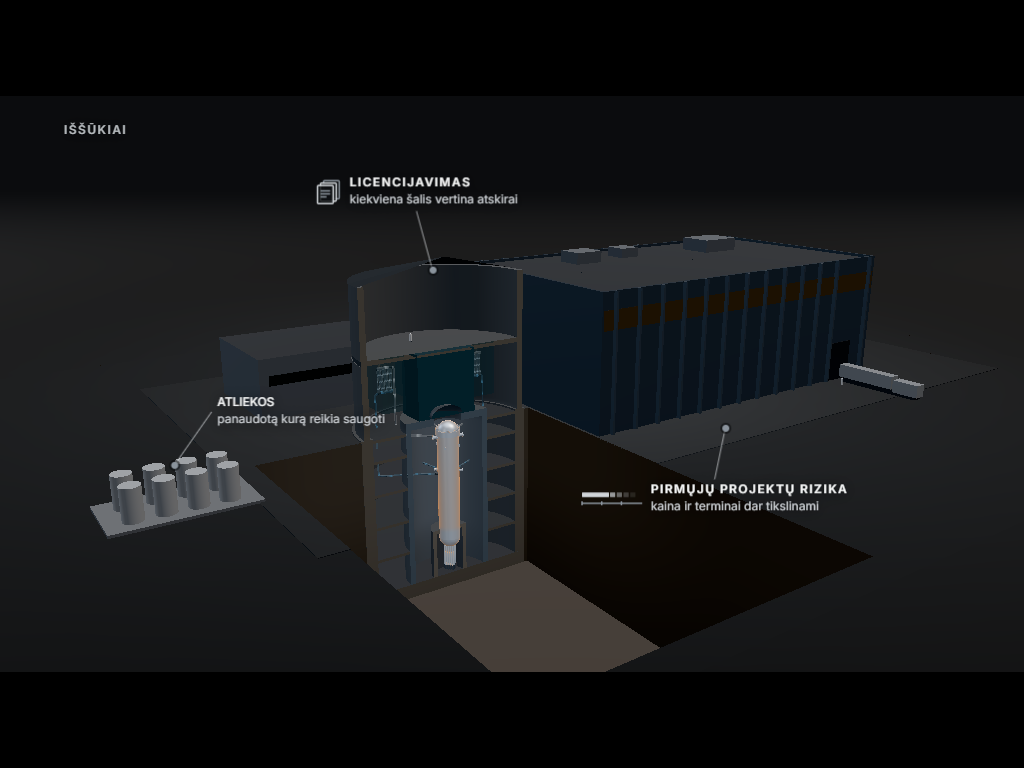 IŠŠŪKIAI
LICENCIJAVIMAS
kiekviena šalis vertina atskirai
ATLIEKOS
panaudotą kurą reikia saugoti
PIRMŲJŲ PROJEKTŲ RIZIKA
kaina ir terminai dar tikslinami